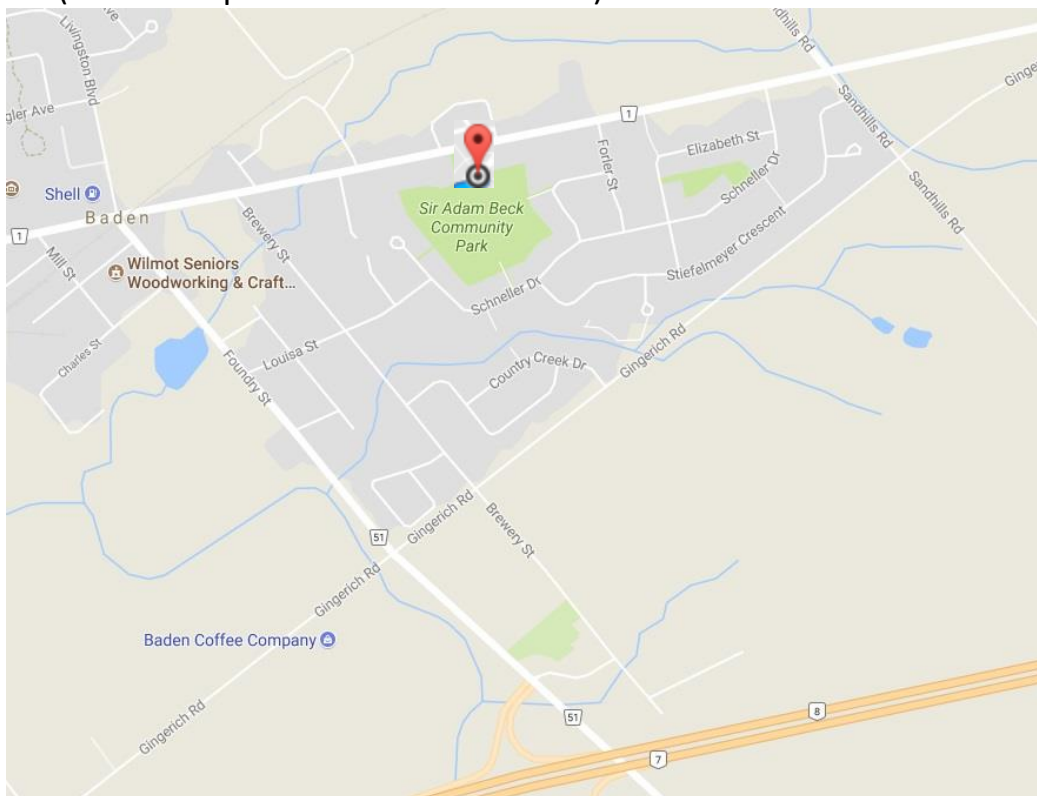 Livingston Blvd
gler Ave
Sandhills Rd
Ginge
1
Elizabeth St
Forler St
Schneller Dr
Sandhills Rd
Shell
Baden
Sir Adam Beck
Community
Park
Brewery St
1
Mill St
Wilmot Seniors
Woodworking & Craft...
Stiefelmeyer Crescent
Schneller Dr
Charles St
Louisa St
Foundry St
Country Creek Dr
Gingerich Rd
Gingerich Rd
Brewery St
51
Gingerich Rd
Baden Coffee Company
Gingerich Rd
51
8
7